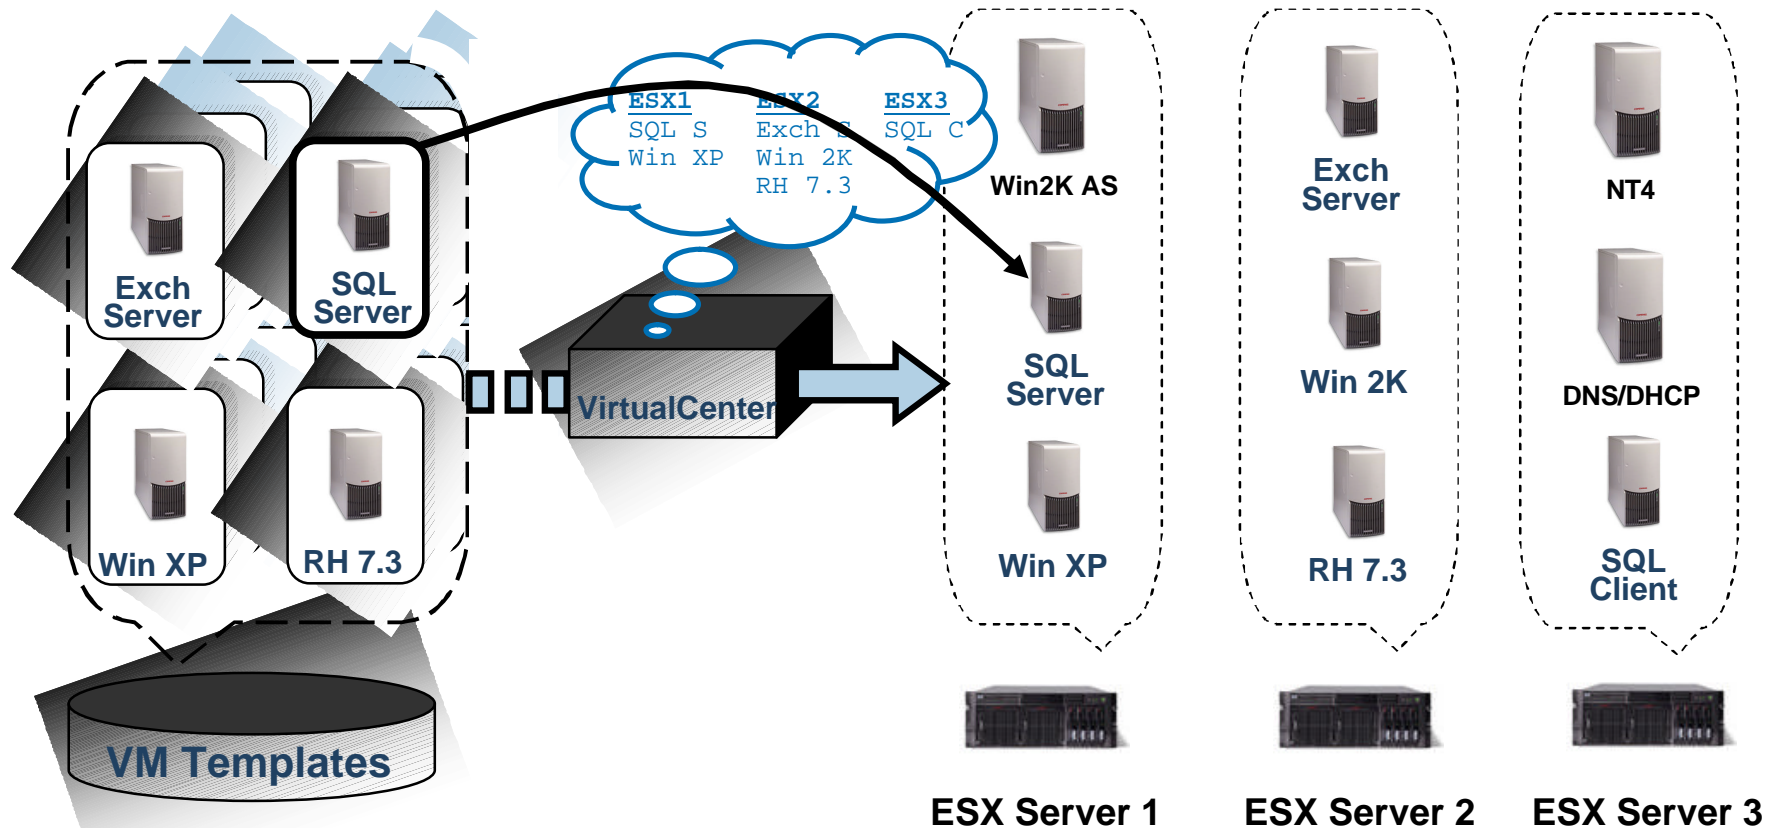 ESX1 ESX2 ESX3
SQL S Exch S SQL C
Win XP Win 2K
RH 7.3
Exch
Server
SQL
Server
Win XP
RH 7.3
VM Templates
VirtualCenter
Win2K AS
SQL
Server
Win XP
ESX Server 1
Exch
Server
Win 2K
RH 7.3
ESX Server 2
NT4
DNS/DHCP
SQL
Client
ESX Server 3